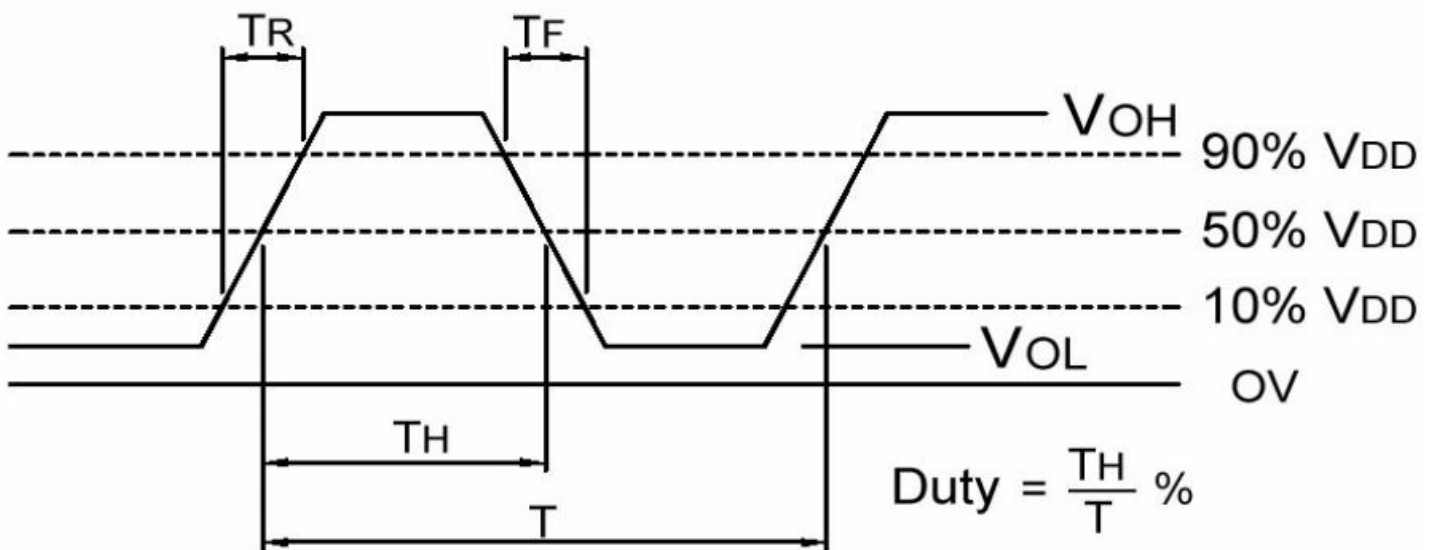 TR
TF
VOH
90% VDD
50% VDD
10% VDD
VOL
OV
TH
Duty = TH/T %
T